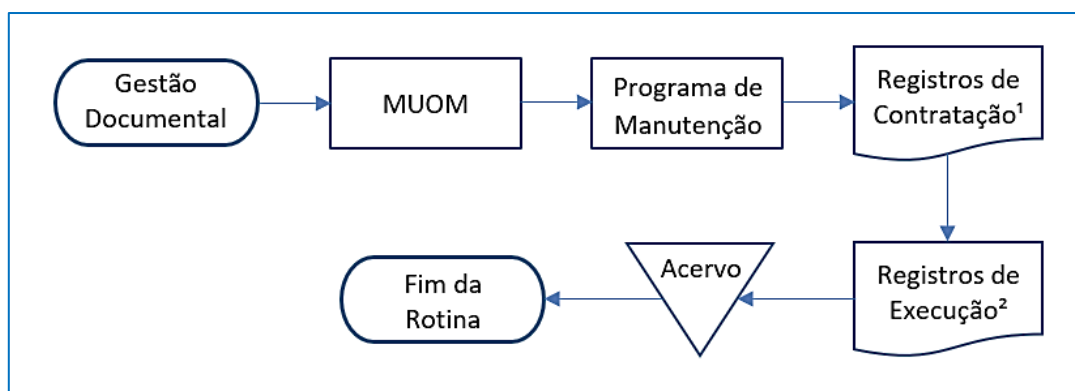 Gestão
Documental
MUOM
Programa de
Manutenção
Registros de
Contratação¹
Registros de
Execução²
Acervo
Fim da
Rotina